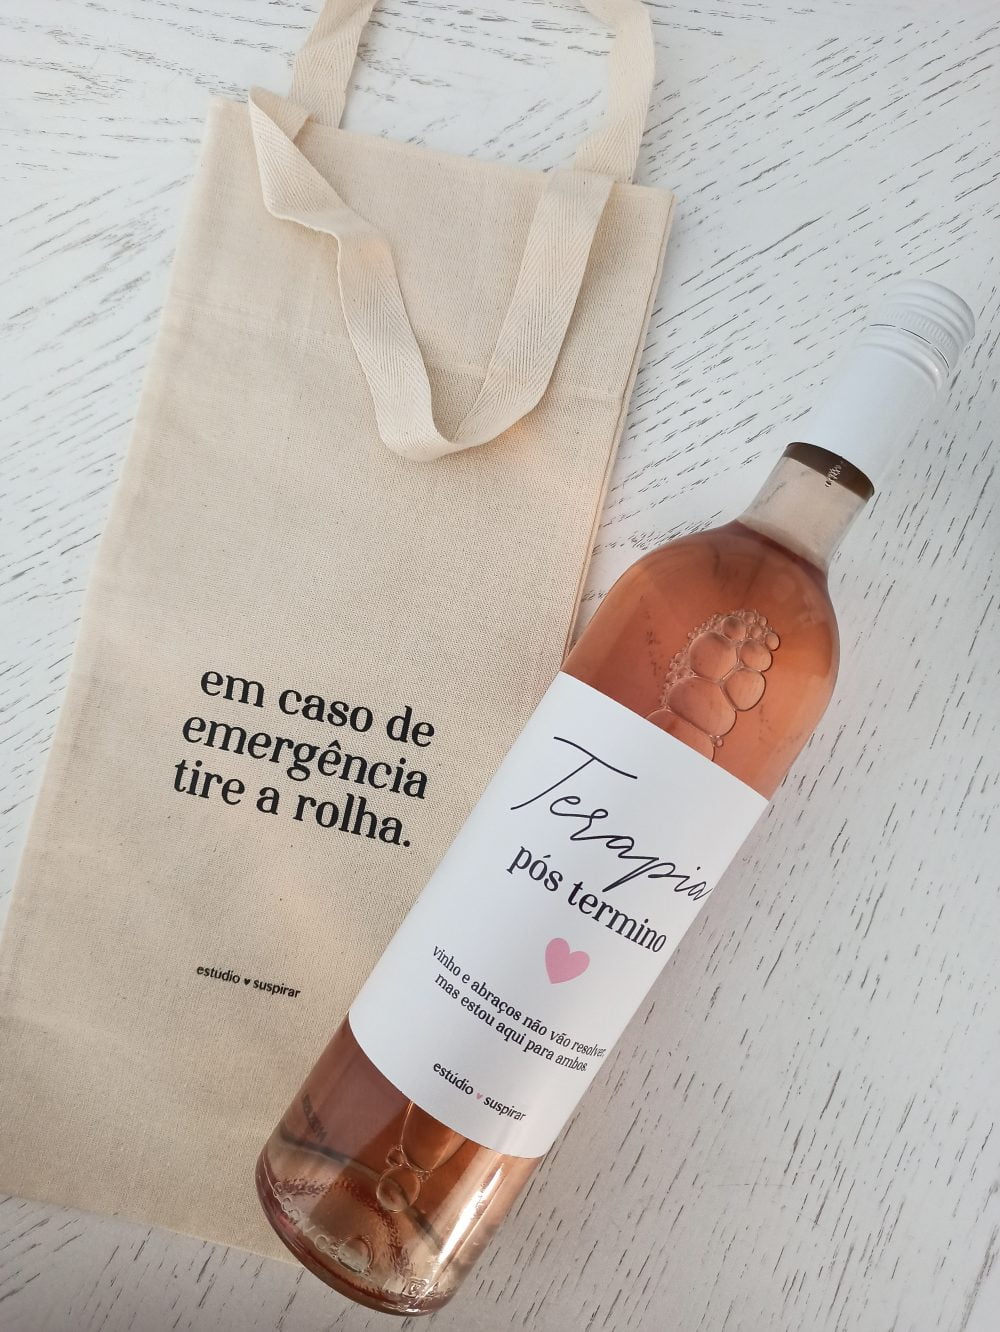 em caso de
emergência
tire a rolha.
estúdio ♥ suspirar
Terapia
pós termino
vinho e abraços não vão resolver.
mas estou aqui para ambos.
estúdio ♥ suspirar